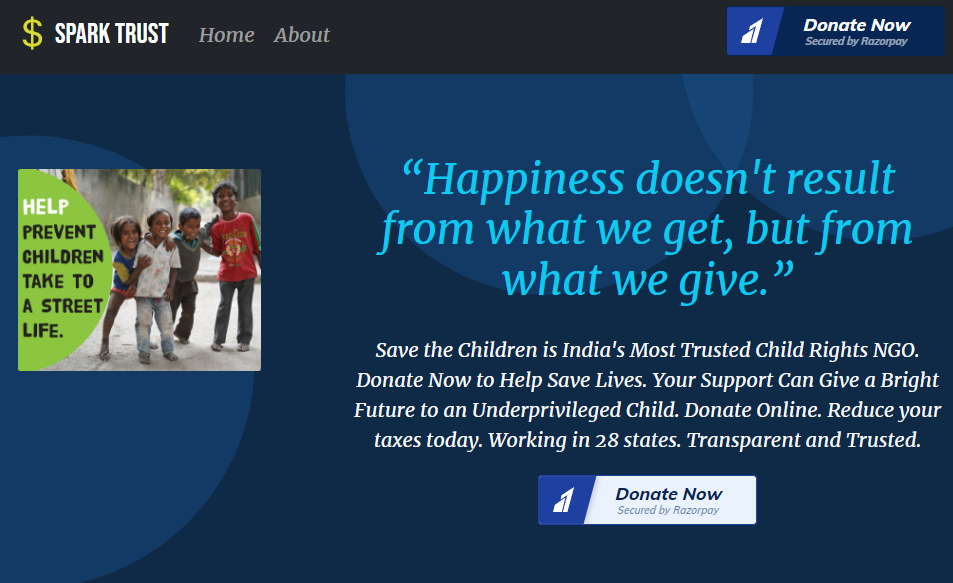 $ SPARK TRUST
Home
About
Donate Now
Secured by Razorpay
HELP
PREVENT
CHILDREN
TAKE TO
A STREET
LIFE.
“Happiness doesn't result
from what we get, but from
what we give.”
Save the Children is India's Most Trusted Child Rights NGO.
Donate Now to Help Save Lives. Your Support Can Give a Bright
Future to an Underprivileged Child. Donate Online. Reduce your
taxes today. Working in 28 states. Transparent and Trusted.
Donate Now
Secured by Razorpay